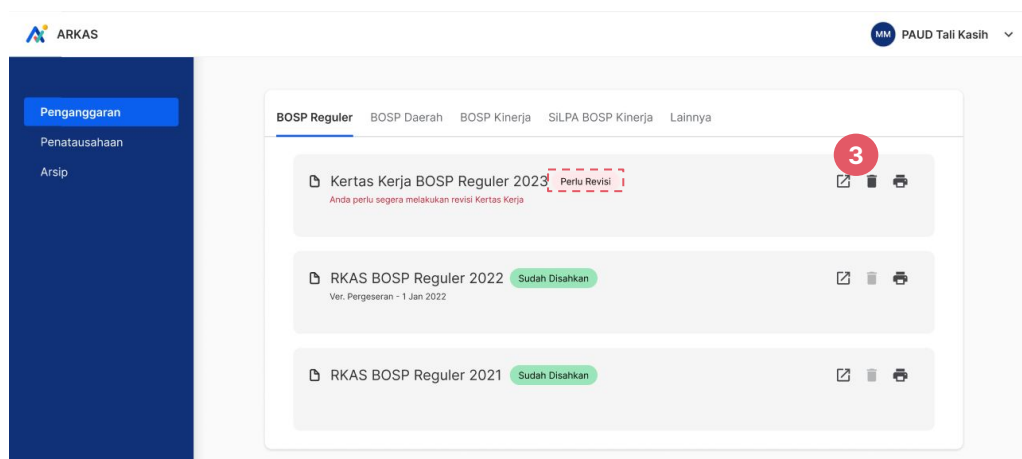 ARKAS
MM PAUD Tali Kasih
Penganggaran
Penatausahaan
Arsip
BOSP Reguler BOSP Daerah BOSP Kinerja SiLPA BOSP Kinerja Lainnya
3
Kertas Kerja BOSP Reguler 2023 Perlu Revisi
Anda perlu segera melakukan revisi Kertas Kerja
RKAS BOSP Reguler 2022 Sudah Disahkan
Ver. Pergeseran - 1 Jan 2022
RKAS BOSP Reguler 2021 Sudah Disahkan